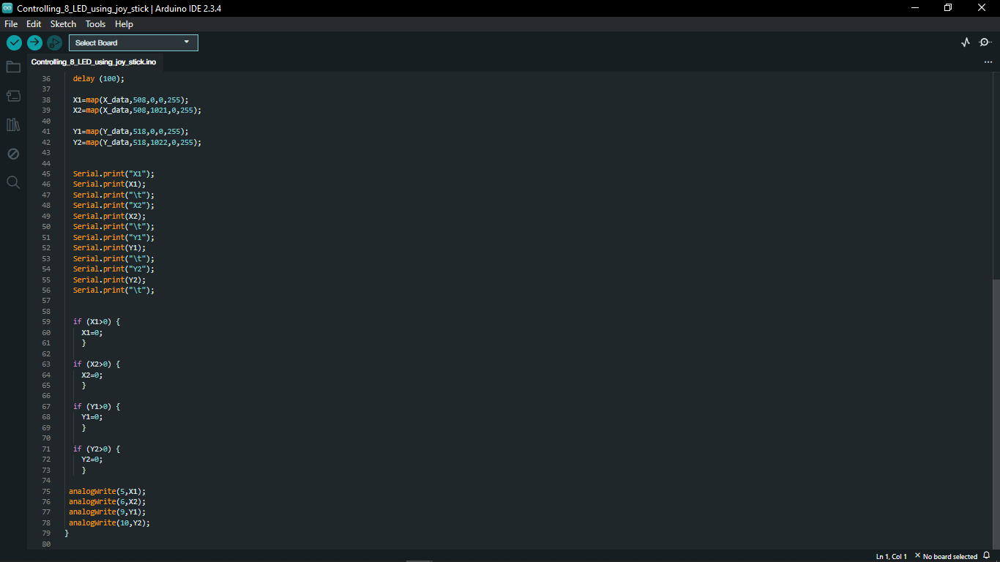 Controlling_8_LED_using_joy_stick | Arduino IDE 2.3.4
File Edit Sketch Tools Help
Select Board
Controlling_8_LED_using_joy_stick.ino
36 delay (100);
37
38 X1=map(X_data,508,0,0,255);
39 X2=map(X_data,508,1021,0,255);
40
41 Y1=map(Y_data,518,0,0,255);
42 Y2=map(Y_data,518,1022,0,255);
43
44
45 Serial.print("X1");
46 Serial.print(X1);
47 Serial.print("\t");
48 Serial.print("X2");
49 Serial.print(X2);
50 Serial.print("\t");
51 Serial.print("Y1");
52 Serial.print(Y1);
53 Serial.print("\t");
54 Serial.print("Y2");
55 Serial.print(Y2);
56 Serial.print("\t");
57
58
59 if (X1>0) {
60 X1=0;
61 }
62
63 if (X2>0) {
64 X2=0;
65 }
66
67 if (Y1>0) {
68 Y1=0;
69 }
70
71 if (Y2>0) {
72 Y2=0;
73 }
74
75 analogWrite(5,X1);
76 analogWrite(6,X2);
77 analogWrite(9,Y1);
78 analogWrite(10,Y2);
79 }
80
Ln 1, Col 1 × No board selected